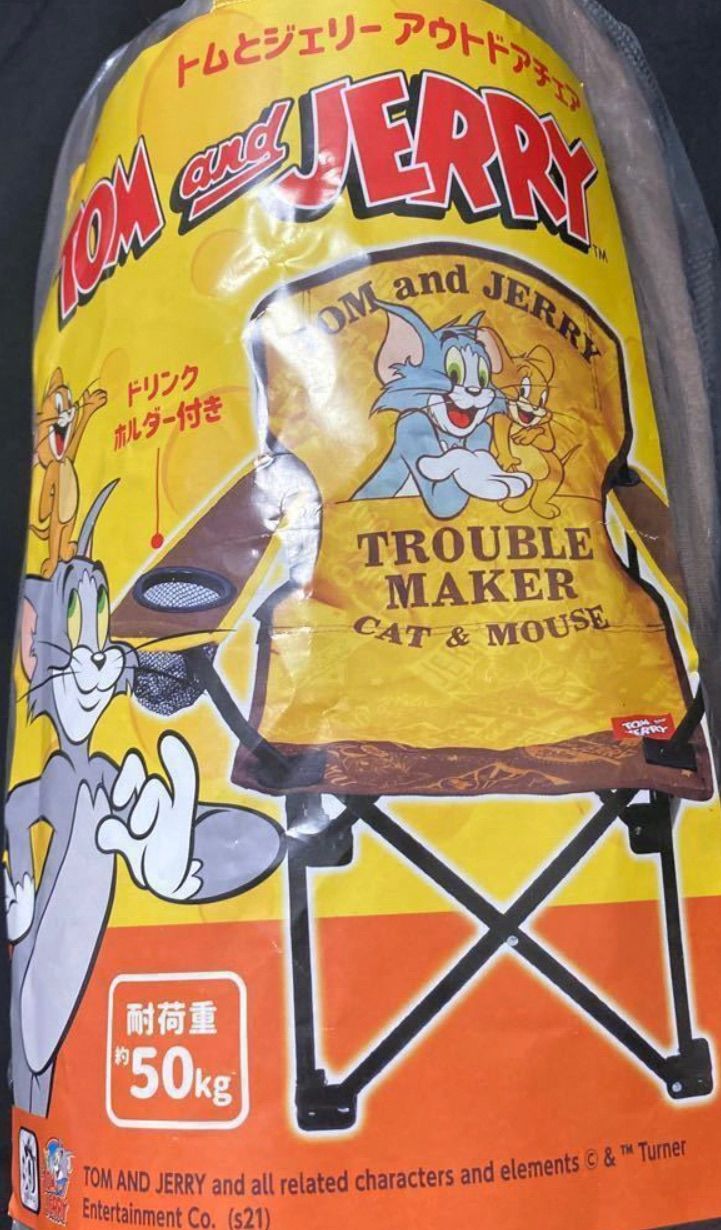 トムとジェリー アウトドアチェア
TOM and JERRY™
TOM and JERRY
ドリンク
ホルダー付き
TROUBLE
MAKER
CAT & MOUSE
TOM and
JERRY
耐荷重
約50kg
TOM AND JERRY and all related characters and elements © & ™ Turner
Entertainment Co. (s21)